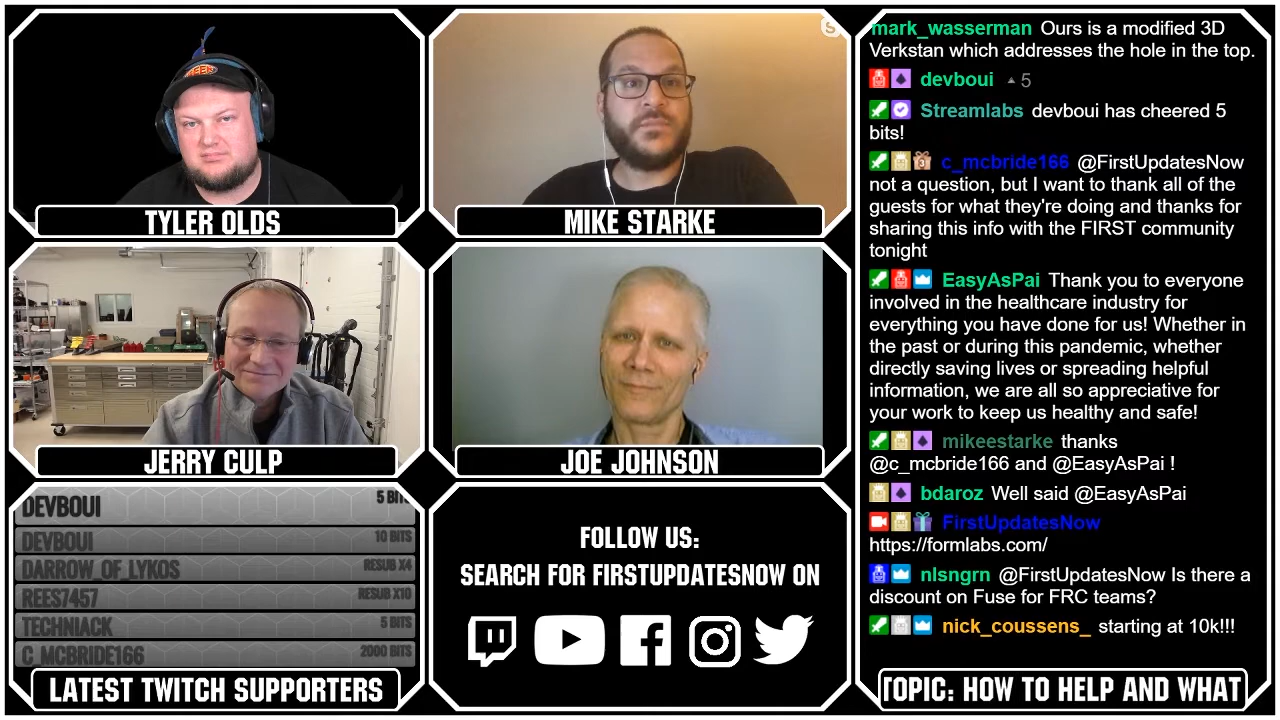 TYLER OLDS
MIKE STARKE
JERRY CULP
JOE JOHNSON
DEVBOUI 5 BITS
DEVBOUI 10 BITS
DARROW_OF_LYKOS RESUB X4
REES7457 RESUB X10
TECHNIACK 5 BITS
C_MCBRIDE166 2000 BITS
LATEST TWITCH SUPPORTERS
FOLLOW US:
SEARCH FOR FIRSTUPDATESNOW ON
mark_wasserman Ours is a modified 3D
Verkstan which addresses the hole in the top.
devboui 5
Streamlabs devboui has cheered 5
bits!
c_mcbride166 @FirstUpdatesNow
not a question, but I want to thank all of the
guests for what they're doing and thanks for
sharing this info with the FIRST community
tonight
EasyAsPai Thank you to everyone
involved in the healthcare industry for
everything you have done for us! Whether in
the past or during this pandemic, whether
directly saving lives or spreading helpful
information, we are all so appreciative for
your work to keep us healthy and safe!
mikeestarke thanks
@c_mcbride166 and @EasyAsPai !
bdaroz Well said @EasyAsPai
FirstUpdatesNow
https://formlabs.com/
nlsngrn @FirstUpdatesNow Is there a
discount on Fuse for FRC teams?
nick_coussens_ starting at 10k!!!
TOPIC: HOW TO HELP AND WHAT